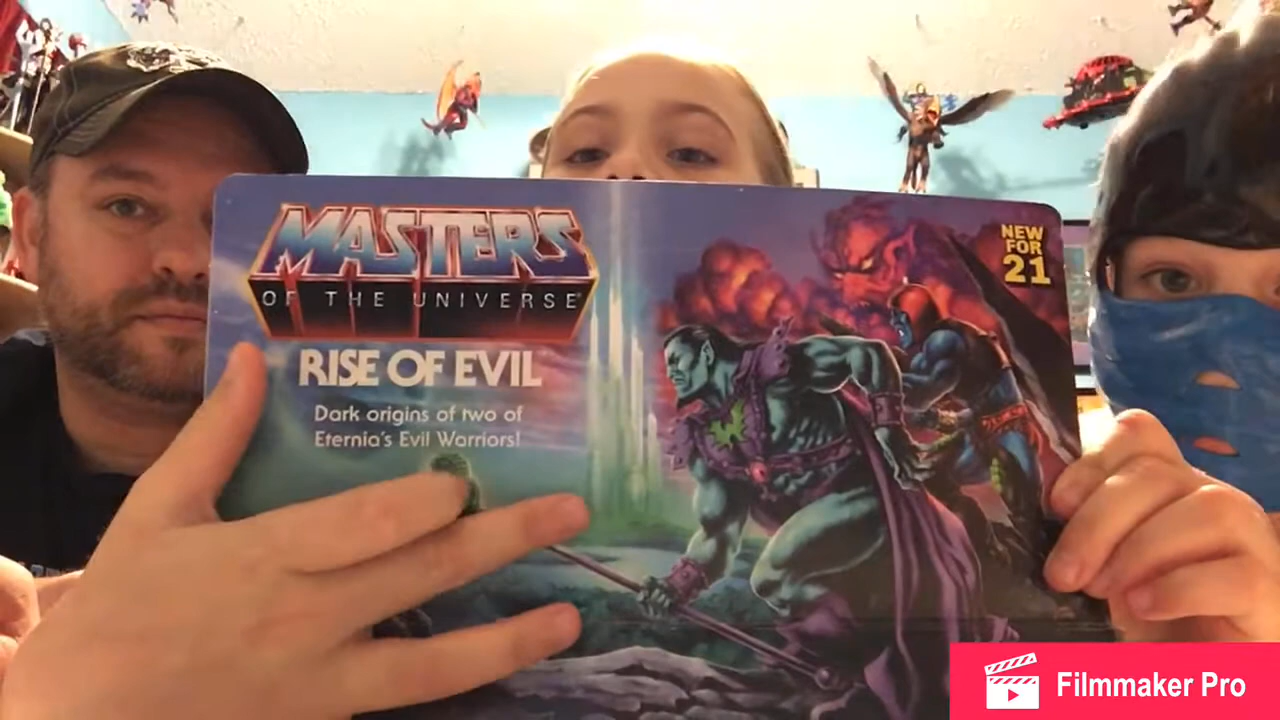 MASTERS
OF THE UNIVERSE
RISE OF EVIL
Dark origins of two of
Eternia's Evil Warriors!
NEW
FOR
21
Filmmaker Pro